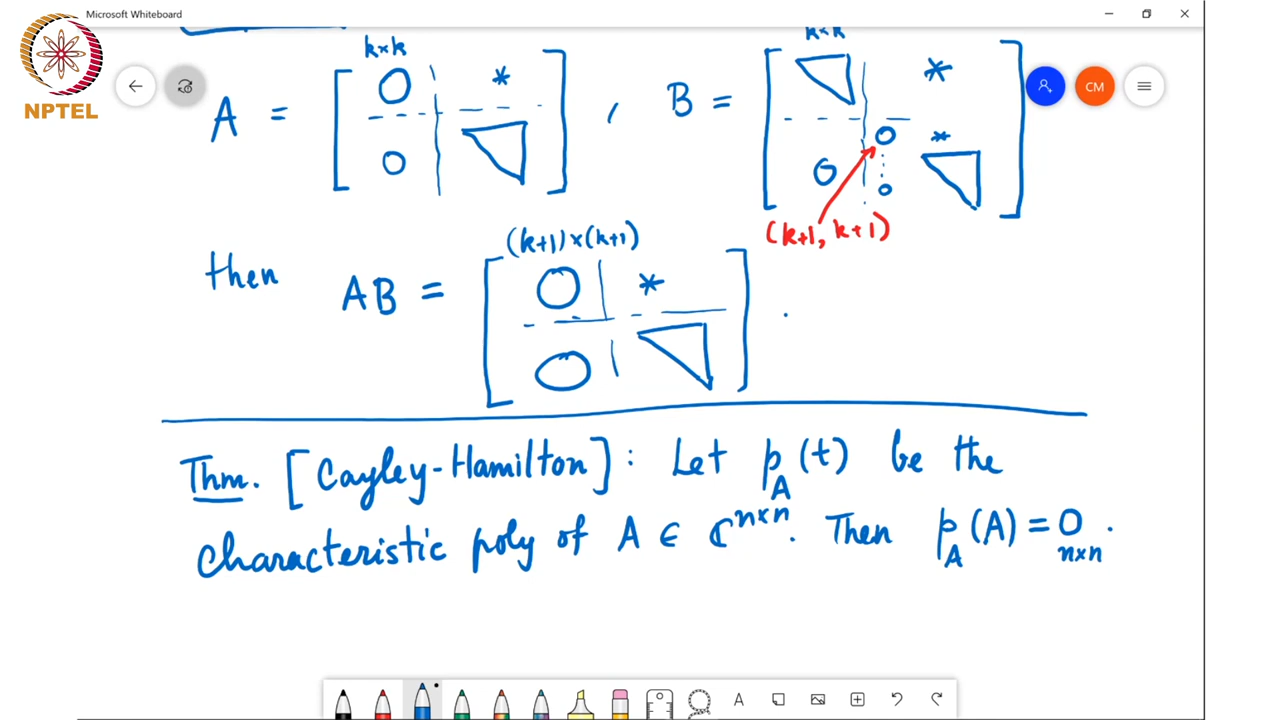 Microsoft Whiteboard
NPTEL
CM
k×k
k×k
A = [ 0 * 0 ] , B = [ * 0 0 * 0 ]
(k+1, k+1)
(k+1)×(k+1)
then AB = [ 0 * 0 ] .
Thm. [Cayley-Hamilton] : Let p_A(t) be the
characteristic poly of A ∈ ℂ^{n×n}. Then p_A(A) = 0_{n×n}.
A